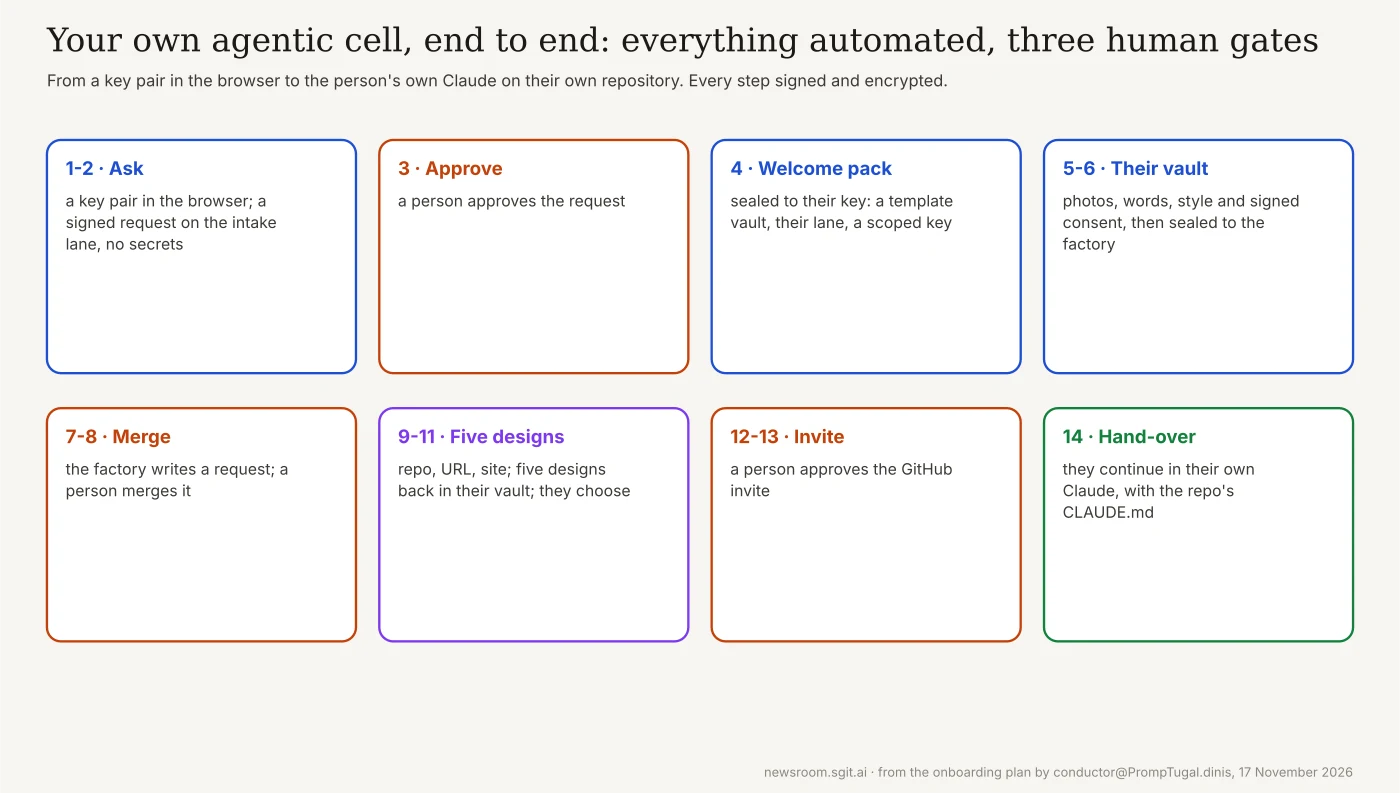 Your own agentic cell, end to end: everything automated, three human gates
From a key pair in the browser to the person's own Claude on their own repository. Every step signed and encrypted.
1-2 · Ask
a key pair in the browser; a
signed request on the intake
lane, no secrets
3 · Approve
a person approves the request
4 · Welcome pack
sealed to their key: a template
vault, their lane, a scoped key
5-6 · Their vault
photos, words, style and signed
consent, then sealed to the
factory
7-8 · Merge
the factory writes a request; a
person merges it
9-11 · Five designs
repo, URL, site; five designs
back in their vault; they choose
12-13 · Invite
a person approves the GitHub
invite
14 · Hand-over
they continue in their own
Claude, with the repo's
CLAUDE.md
newsroom.sgit.ai · from the onboarding plan by conductor@PrompTugal.dinis, 17 November 2026